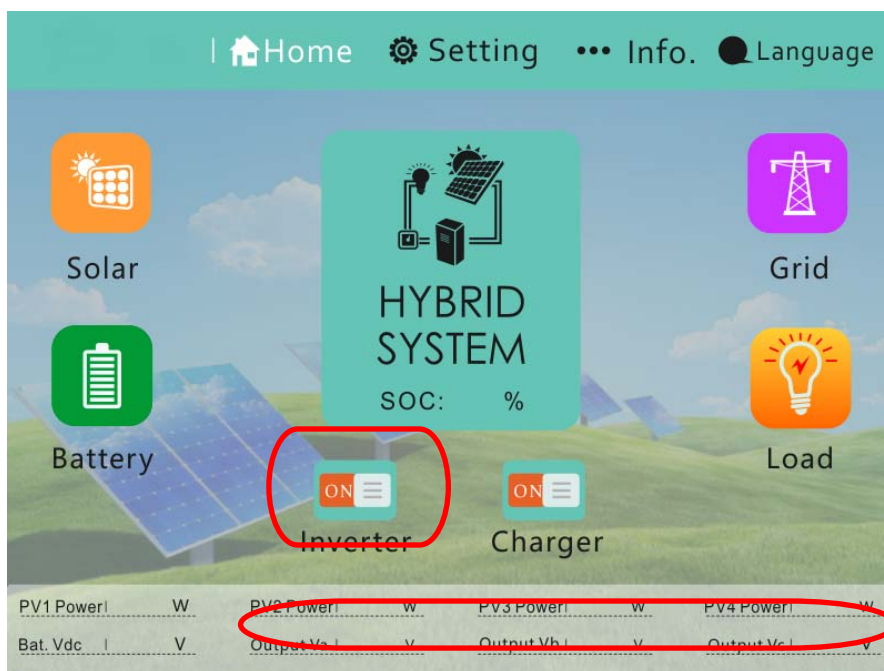 Home Setting Info. Language
Solar
Grid
HYBRID
SYSTEM
SOC: %
Battery
Load
ON ON
Inverter Charger
PV1 Power W PV2 Power W PV3 Power W PV4 Power W
Bat. Vdc V Output Va V Output Vb V Output Vc V